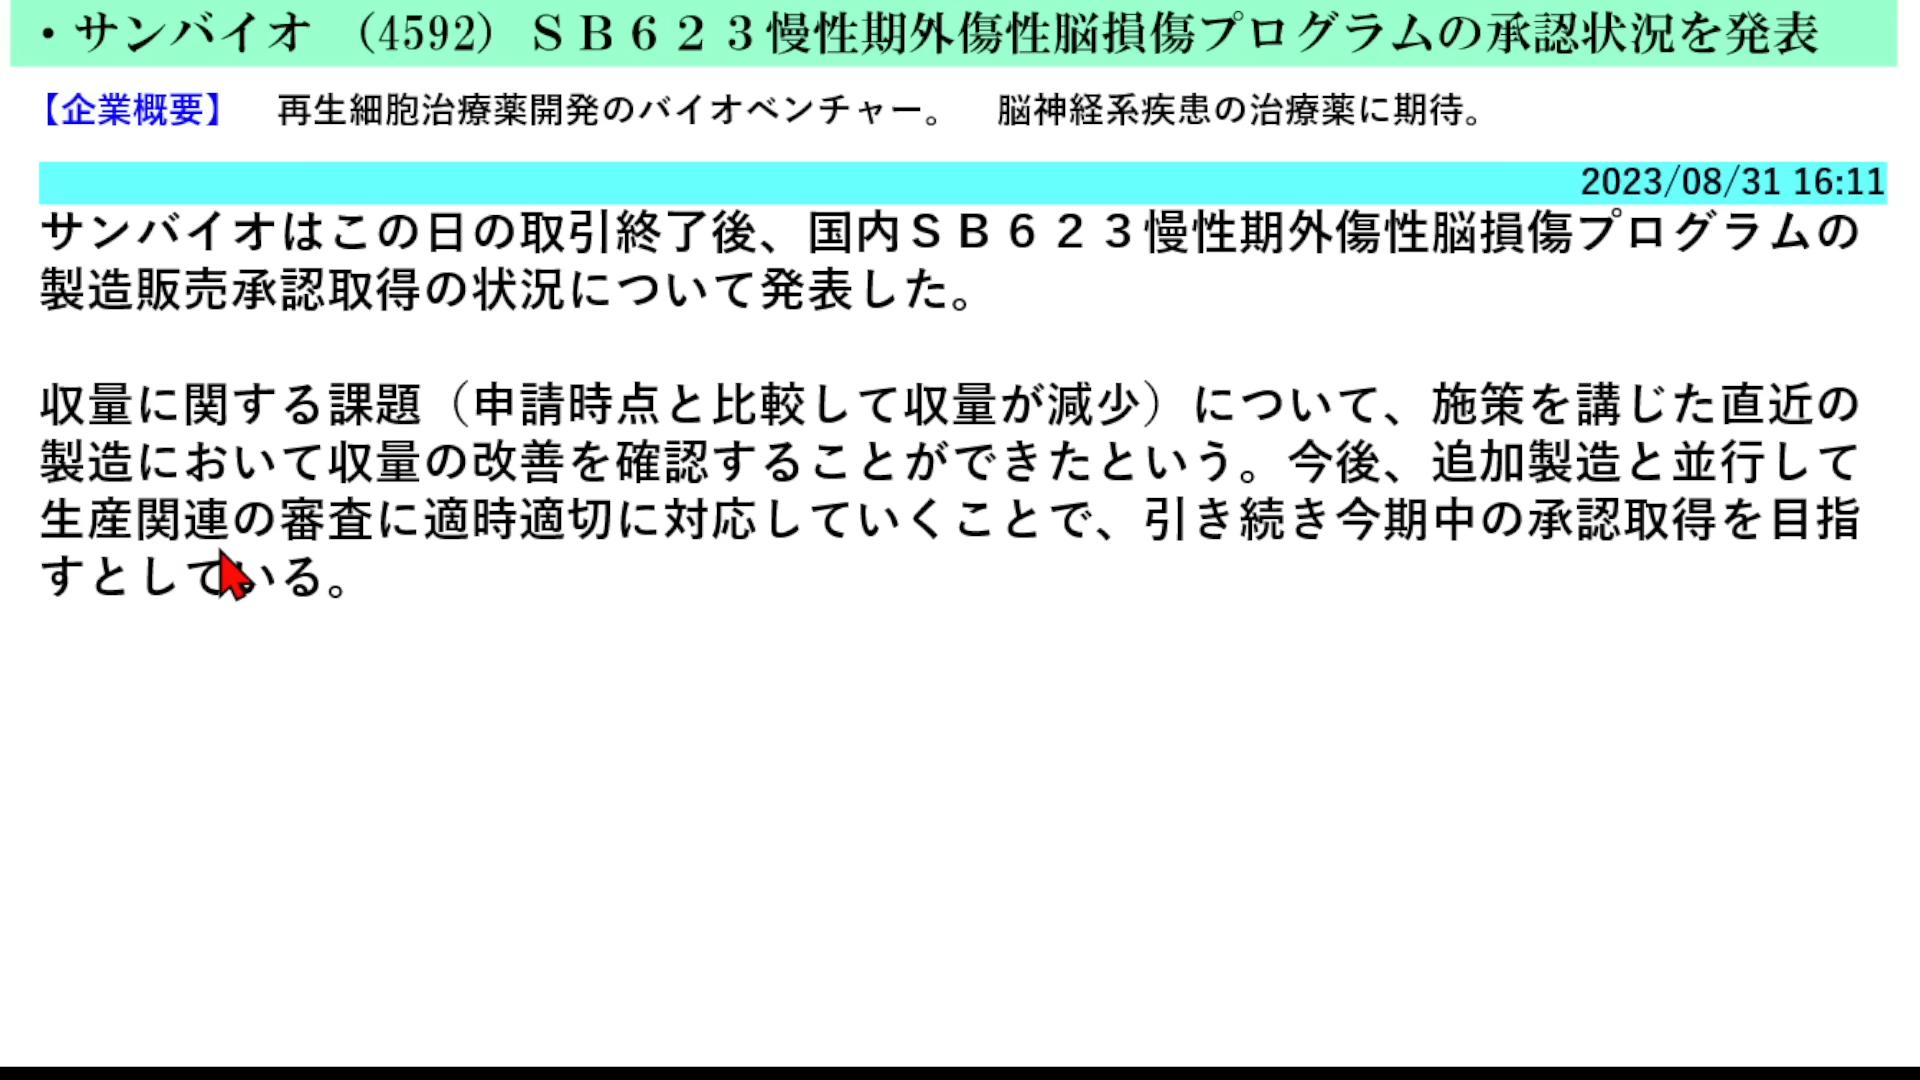 ・サンバイオ （4592） ＳＢ６２３慢性期外傷性脳損傷プログラムの承認状況を発表
【企業概要】 再生細胞治療薬開発のバイオベンチャー。 脳神経系疾患の治療薬に期待。
2023/08/31 16:11
サンバイオはこの日の取引終了後、国内ＳＢ６２３慢性期外傷性脳損傷プログラムの
製造販売承認取得の状況について発表した。
収量に関する課題（申請時点と比較して収量が減少）について、施策を講じた直近の
製造において収量の改善を確認することができたという。今後、追加製造と並行して
生産関連の審査に適時適切に対応していくことで、引き続き今期中の承認取得を目指
すとしている。